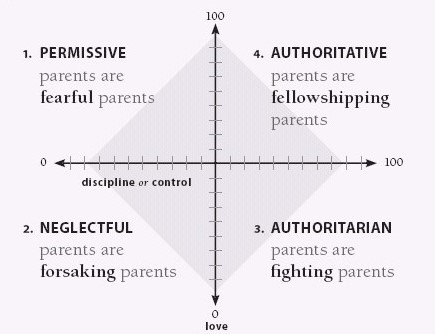 100
1. PERMISSIVE
parents are
fearful parents
4. AUTHORITATIVE
parents are
fellowshipping
parents
0
100
discipline or control
2. NEGLECTFUL
parents are
forsaking parents
3. AUTHORITARIAN
parents are
fighting parents
0
love